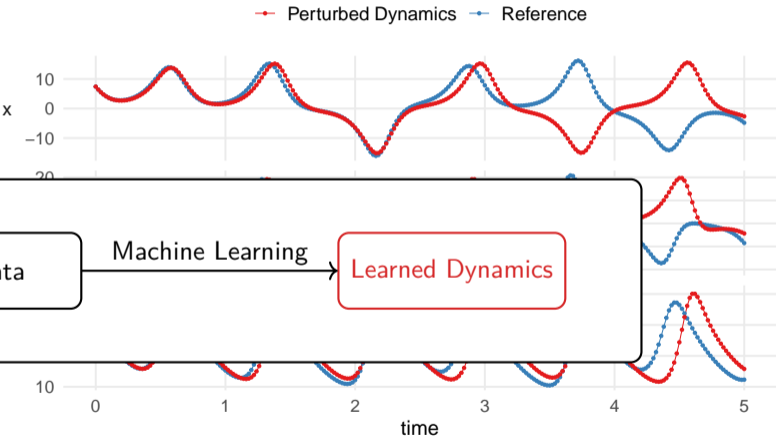 Perturbed Dynamics Reference
10
0
−10
x
20
Machine Learning
Learned Dynamics
10
0 1 2 3 4 5
time